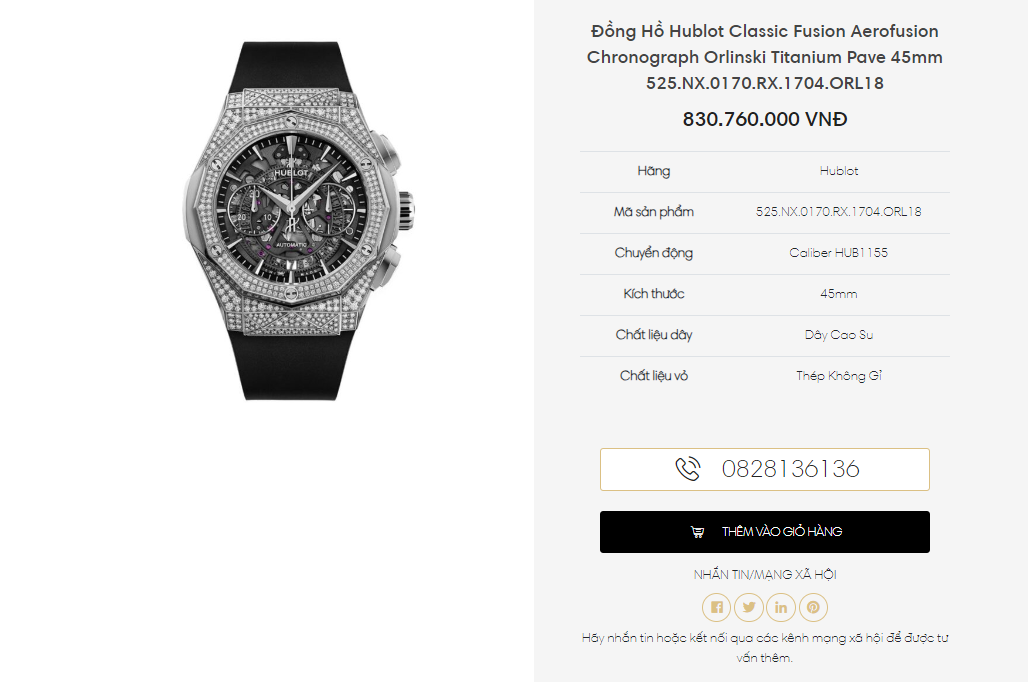 HUBLOT
20
10
AUTOMATIC
Đồng Hồ Hublot Classic Fusion Aerofusion
Chronograph Orlinski Titanium Pave 45mm
525.NX.0170.RX.1704.ORL18
830.760.000 VNĐ
Hãng Hublot
Mã sản phẩm 525.NX.0170.RX.1704.ORL18
Chuyển động Caliber HUB1155
Kích thước 45mm
Chất liệu dây Dây Cao Su
Chất liệu vỏ Thép Không Gỉ
0828136136
THÊM VÀO GIỎ HÀNG
NHẮN TIN/MẠNG XÃ HỘI
Hãy nhắn tin hoặc kết nối qua các kênh mạng xã hội để được tư
vấn thêm.